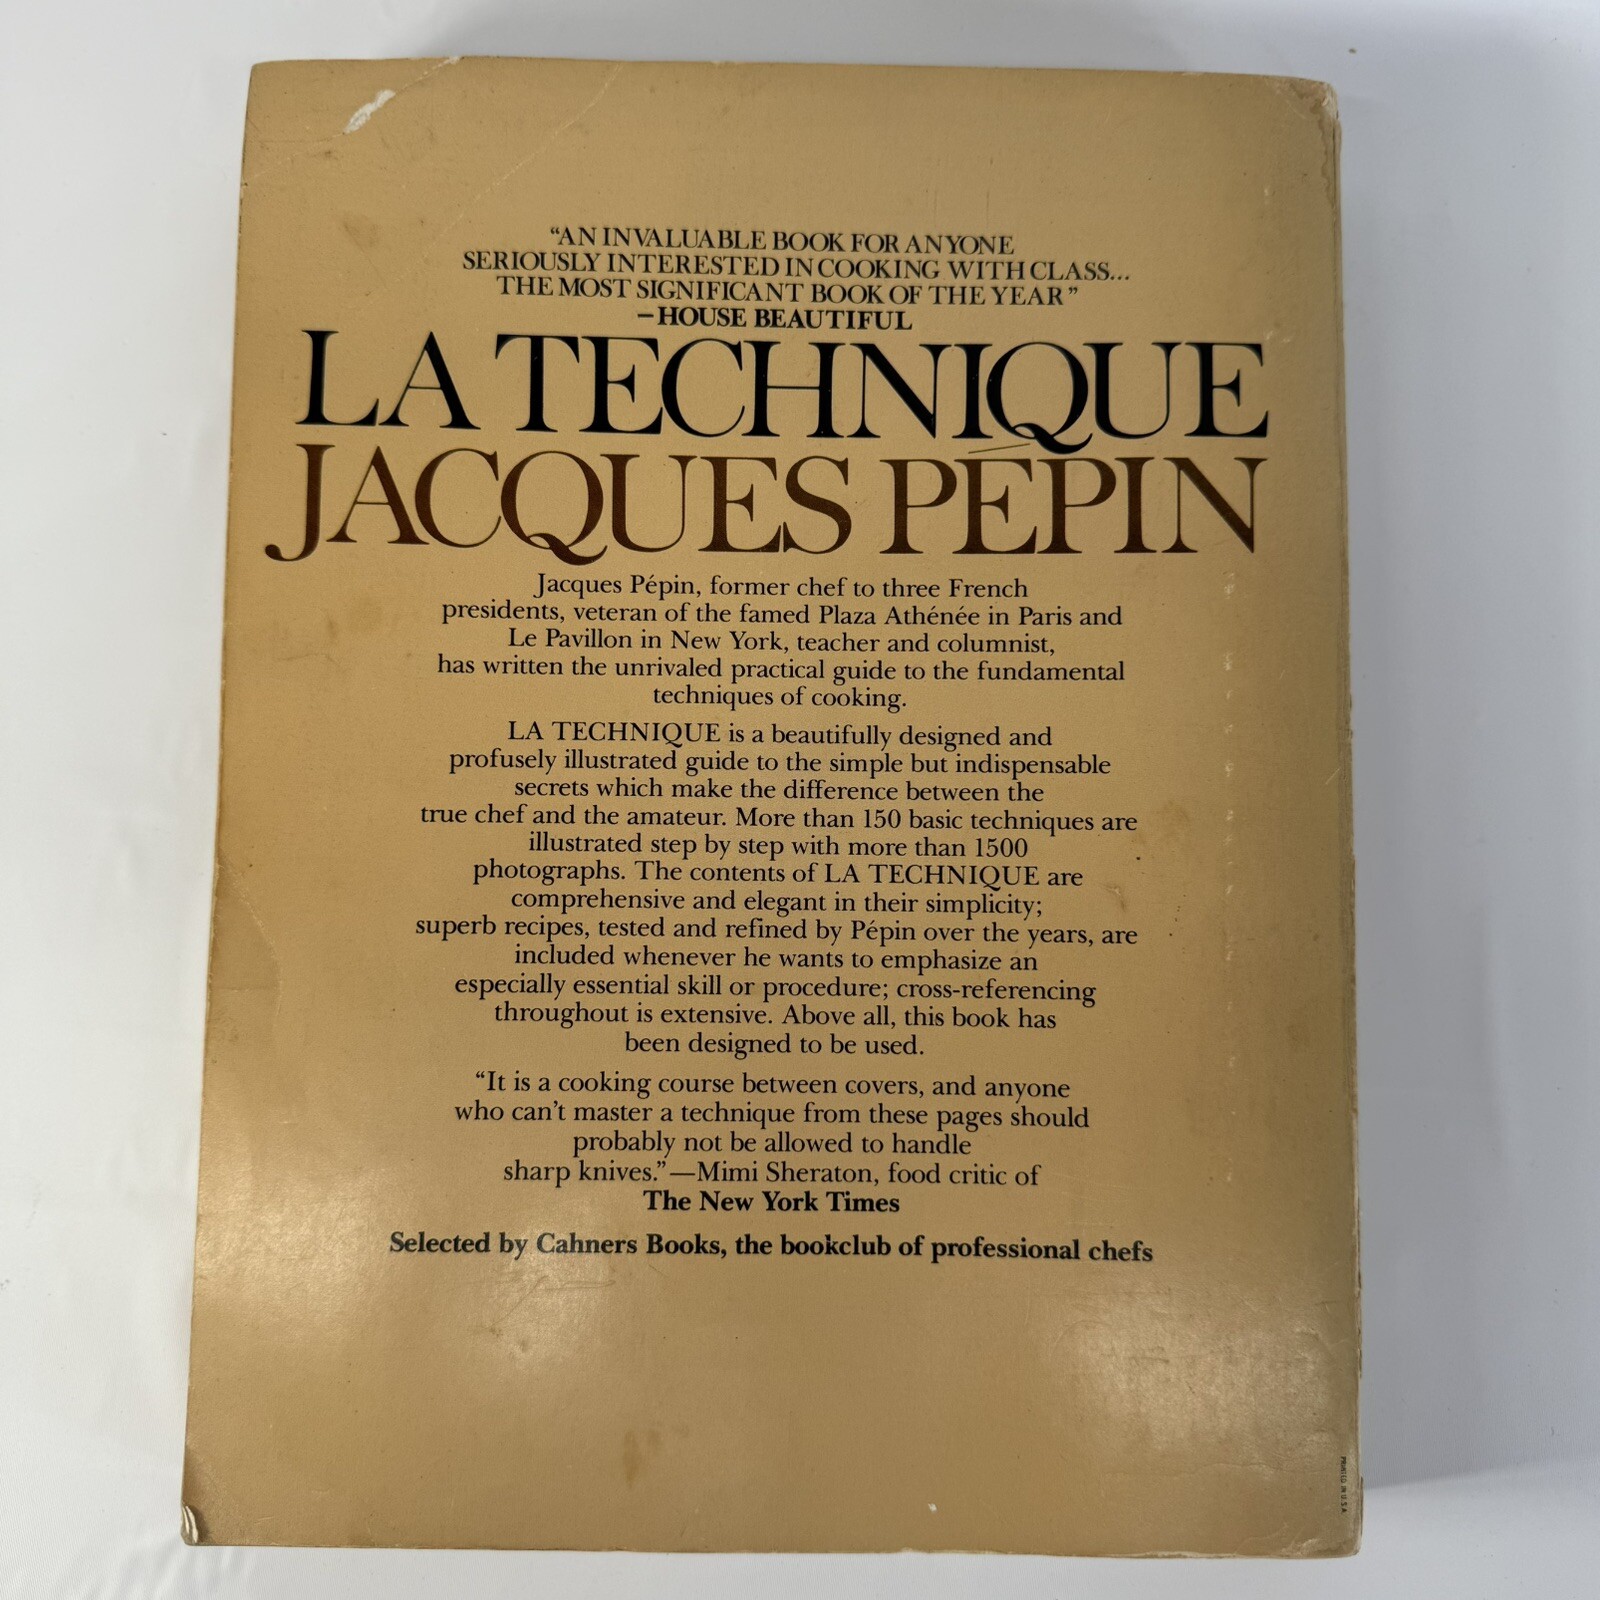 “AN INVALUABLE BOOK FOR ANYONE
SERIOUSLY INTERESTED IN COOKING WITH CLASS...
THE MOST SIGNIFICANT BOOK OF THE YEAR”
—HOUSE BEAUTIFUL
LA TECHNIQUE
JACQUES PÉPIN
Jacques Pépin, former chef to three French
presidents, veteran of the famed Plaza Athénée in Paris and
Le Pavillon in New York, teacher and columnist,
has written the unrivaled practical guide to the fundamental
techniques of cooking.
LA TECHNIQUE is a beautifully designed and
profusely illustrated guide to the simple but indispensable
secrets which make the difference between the
true chef and the amateur. More than 150 basic techniques are
illustrated step by step with more than 1500
photographs. The contents of LA TECHNIQUE are
comprehensive and elegant in their simplicity;
superb recipes, tested and refined by Pépin over the years, are
included whenever he wants to emphasize an
especially essential skill or procedure; cross-referencing
throughout is extensive. Above all, this book has
been designed to be used.
“It is a cooking course between covers, and anyone
who can’t master a technique from these pages should
probably not be allowed to handle
sharp knives.”—Mimi Sheraton, food critic of
The New York Times
Selected by Cahners Books, the bookclub of professional chefs
PRINTED IN U.S.A.